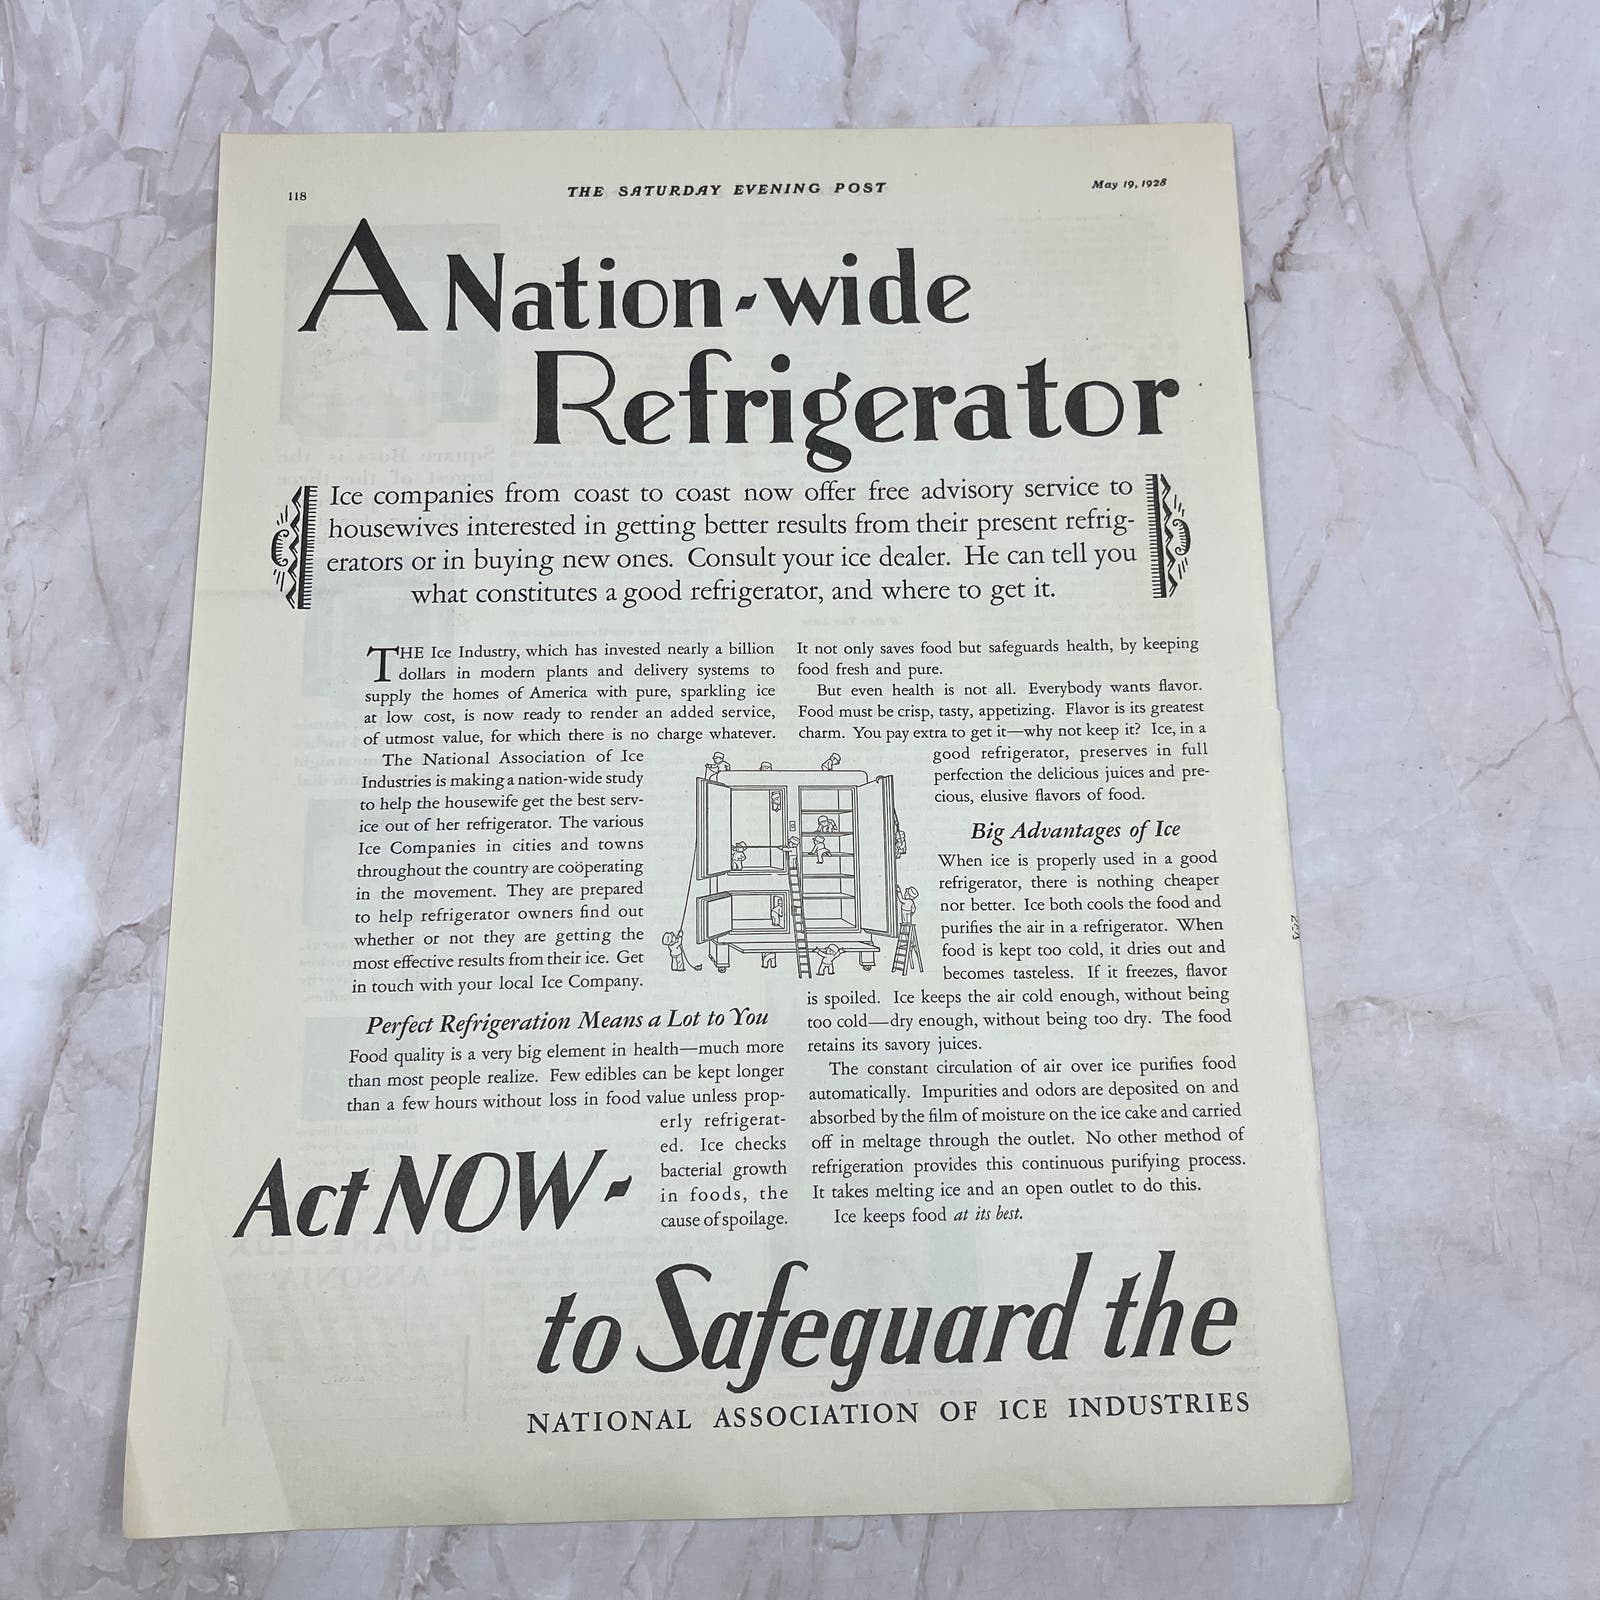 118
THE SATURDAY EVENING POST
May 19, 1928
A Nation-wide
Refrigerator
Ice companies from coast to coast now offer free advisory service to
housewives interested in getting better results from their present refrig-
erators or in buying new ones. Consult your ice dealer. He can tell you
what constitutes a good refrigerator, and where to get it.
THE Ice Industry, which has invested nearly a billion
dollars in modern plants and delivery systems to
supply the homes of America with pure, sparkling ice
at low cost, is now ready to render an added service,
of utmost value, for which there is no charge whatever.
The National Association of Ice
Industries is making a nation-wide study
to help the housewife get the best serv-
ice out of her refrigerator. The various
Ice Companies in cities and towns
throughout the country are coöperating
in the movement. They are prepared
to help refrigerator owners find out
whether or not they are getting the
most effective results from their ice. Get
in touch with your local Ice Company.
Perfect Refrigeration Means a Lot to You
Food quality is a very big element in health—much more
than most people realize. Few edibles can be kept longer
than a few hours without loss in food value unless prop-
erly refrigerat-
ed. Ice checks
bacterial growth
in foods, the
cause of spoilage.
It not only saves food but safeguards health, by keeping
food fresh and pure.
But even health is not all. Everybody wants flavor.
Food must be crisp, tasty, appetizing. Flavor is its greatest
charm. You pay extra to get it—why not keep it? Ice, in a
good refrigerator, preserves in full
perfection the delicious juices and pre-
cious, elusive flavors of food.
Big Advantages of Ice
When ice is properly used in a good
refrigerator, there is nothing cheaper
nor better. Ice both cools the food and
purifies the air in a refrigerator. When
food is kept too cold, it dries out and
becomes tasteless. If it freezes, flavor
is spoiled. Ice keeps the air cold enough, without being
too cold—dry enough, without being too dry. The food
retains its savory juices.
The constant circulation of air over ice purifies food
automatically. Impurities and odors are deposited on and
absorbed by the film of moisture on the ice cake and carried
off in meltage through the outlet. No other method of
refrigeration provides this continuous purifying process.
It takes melting ice and an open outlet to do this.
Ice keeps food at its best.
Act NOW-
to Safeguard the
NATIONAL ASSOCIATION OF ICE INDUSTRIES